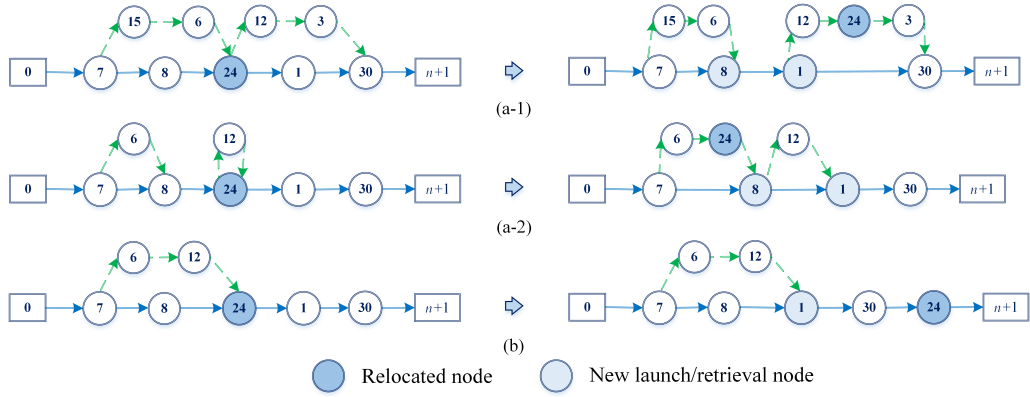 15 6 12 3 15 6 12 24 3
0 7 8 24 1 30 n+1 0 7 8 1 30 n+1
(a-1)
6 12 6 24 12
0 7 8 24 1 30 n+1 0 7 8 1 30 n+1
(a-2)
6 12 6 12
0 7 8 24 1 30 n+1 0 7 8 1 30 24 n+1
(b)
Relocated node New launch/retrieval node